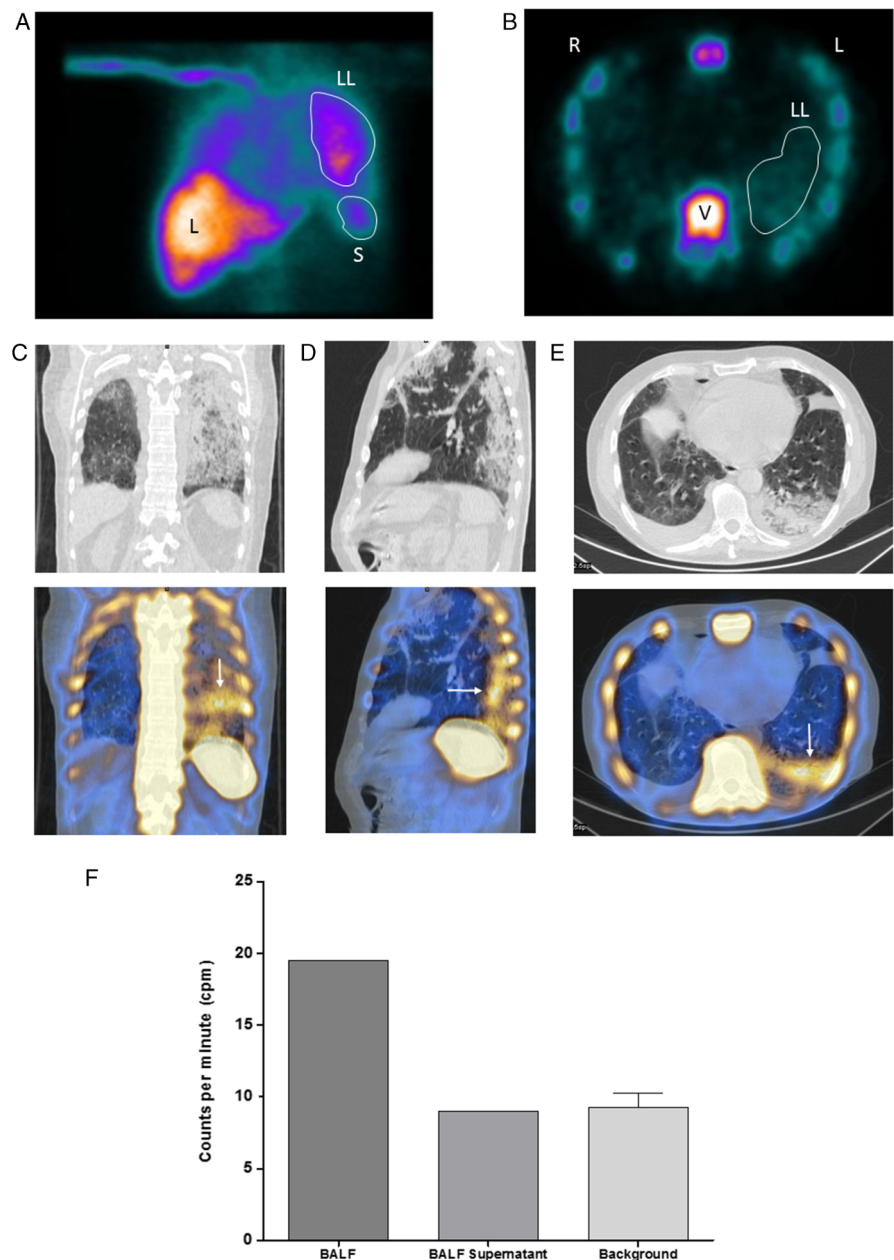 A
B
LL
L
S
R
L
LL
V
C
D
E
F
25
20
15
10
5
0
Counts per minute (cpm)
BALF
BALF Supernatant
Background